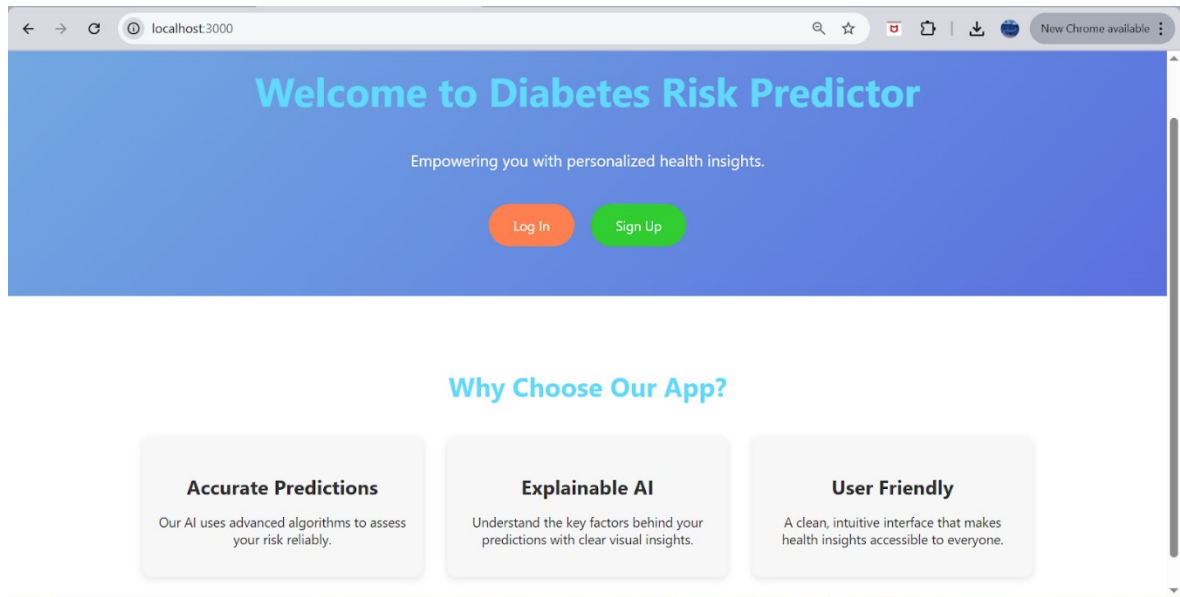 localhost:3000
New Chrome available
Welcome to Diabetes Risk Predictor
Empowering you with personalized health insights.
Log In
Sign Up
Why Choose Our App?
Accurate Predictions
Our AI uses advanced algorithms to assess
your risk reliably.
Explainable AI
Understand the key factors behind your
predictions with clear visual insights.
User Friendly
A clean, intuitive interface that makes
health insights accessible to everyone.